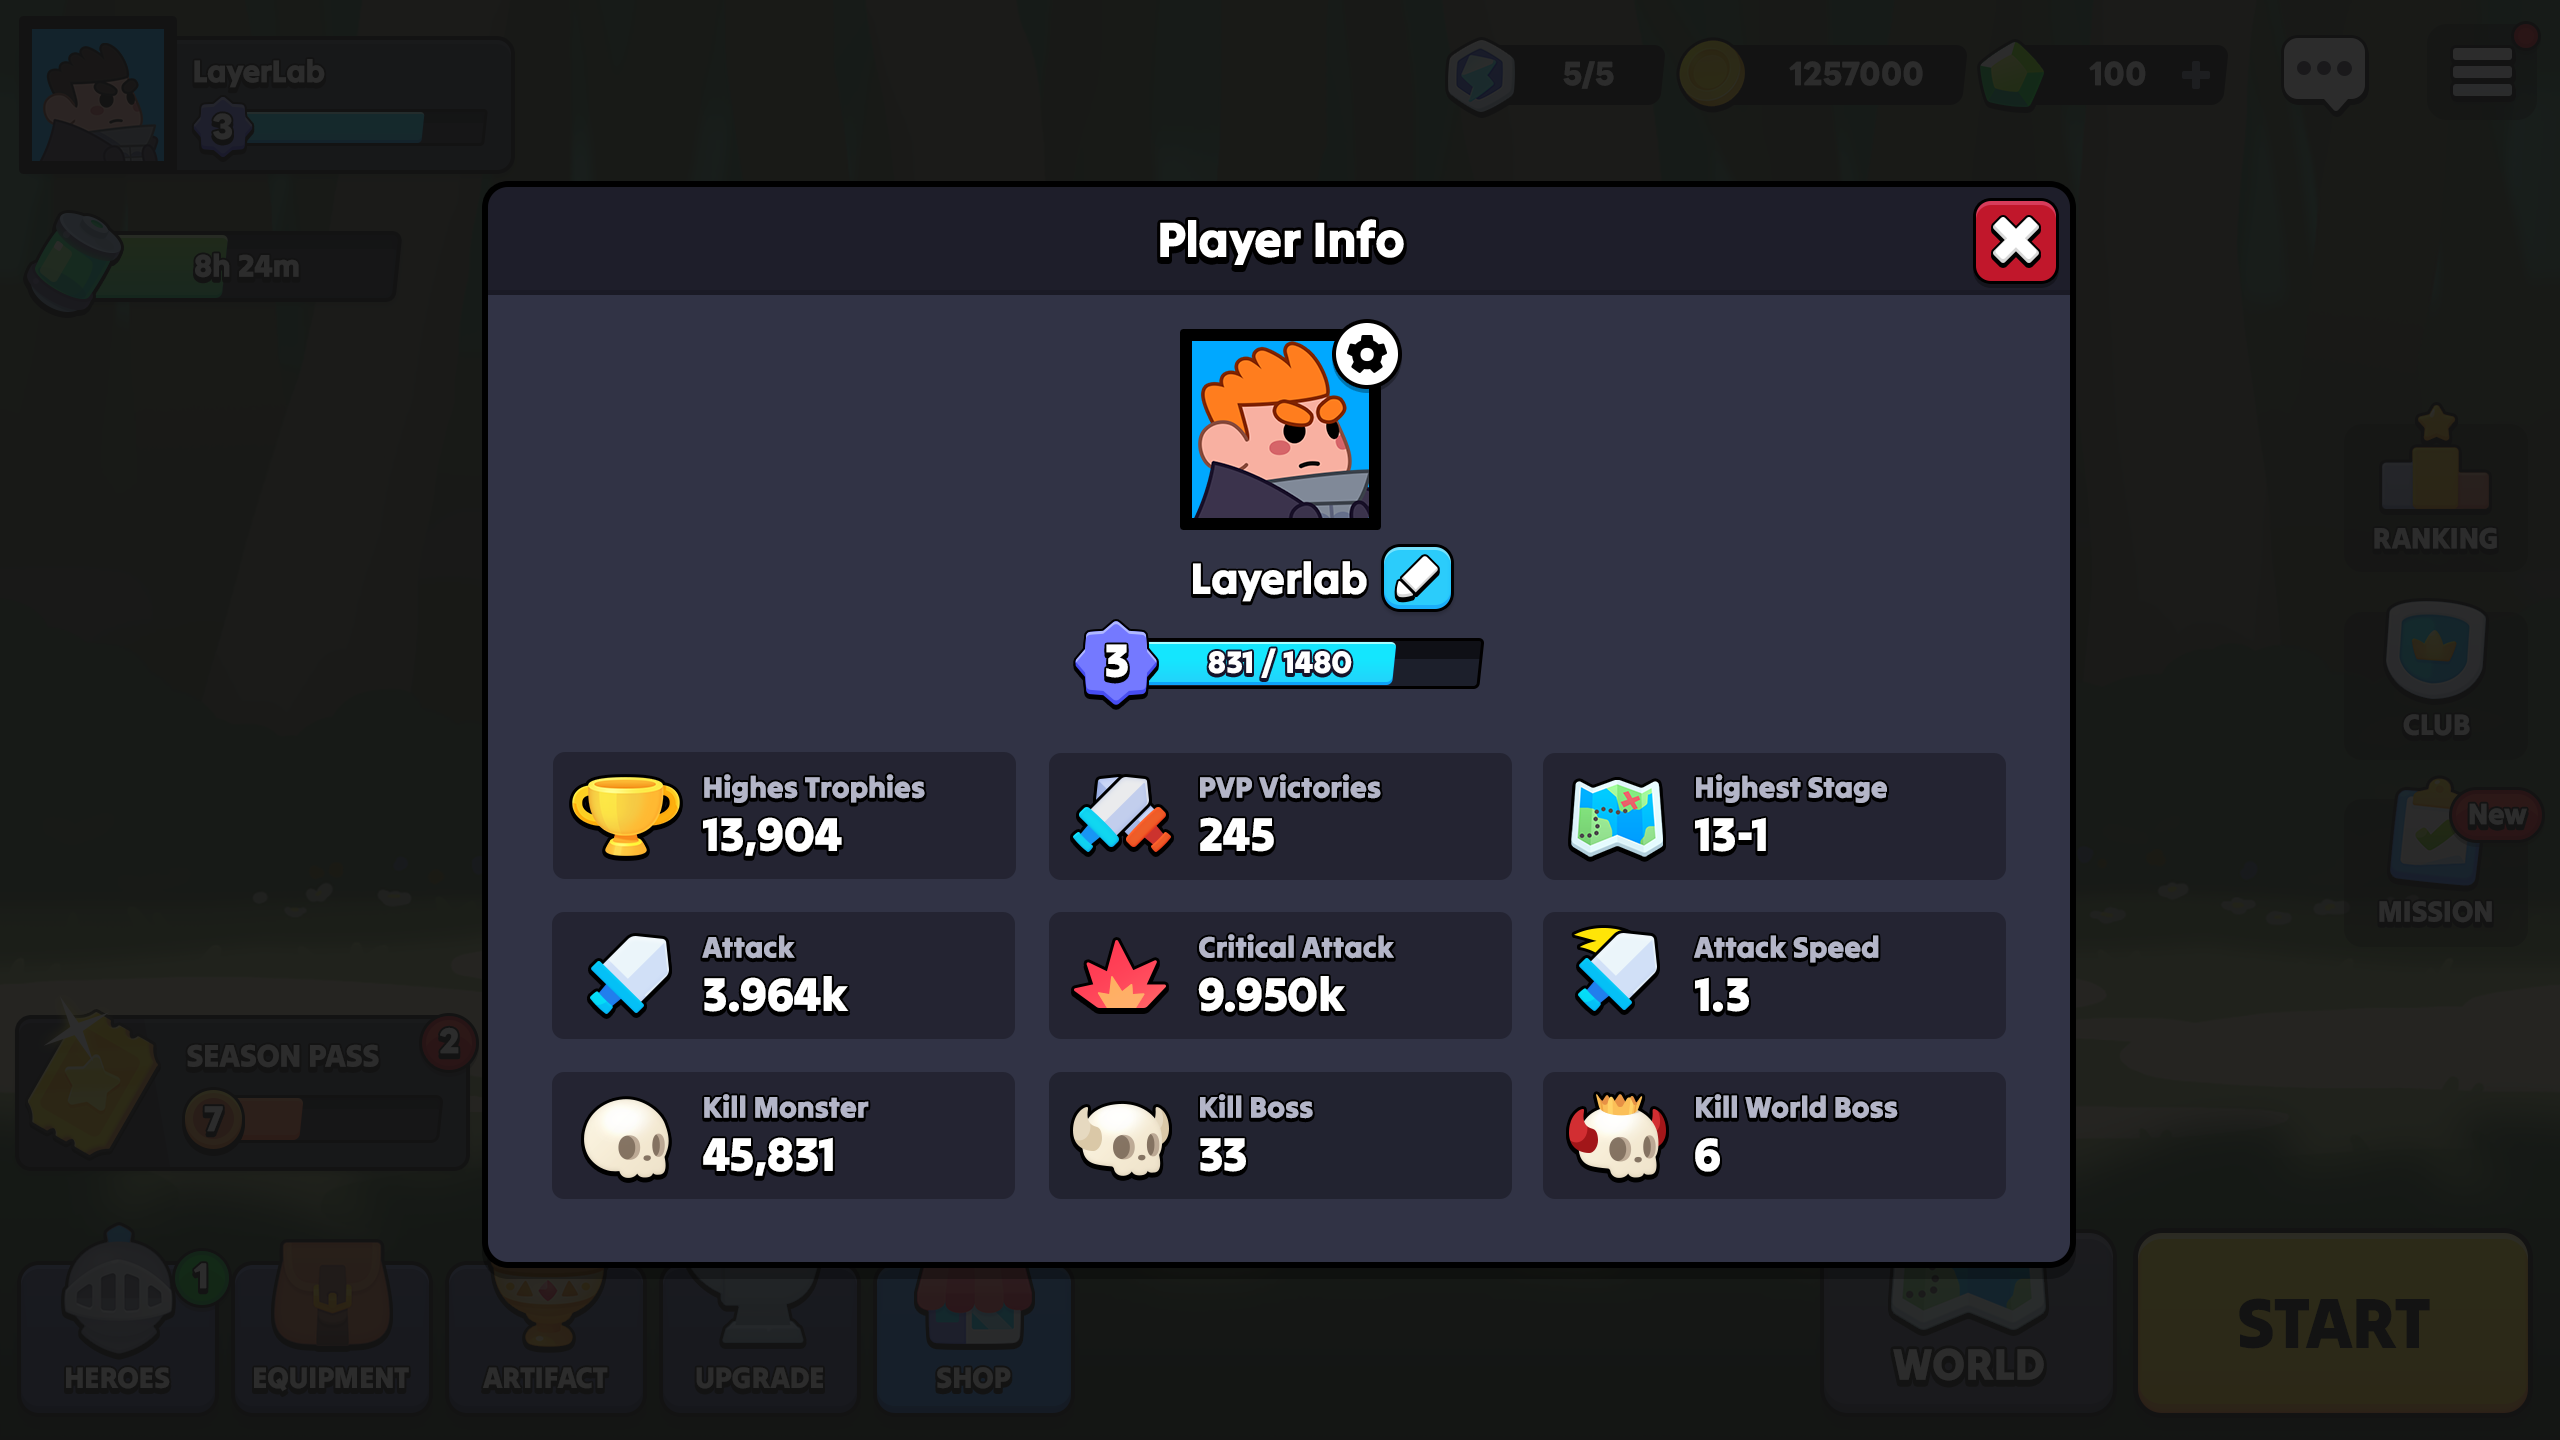 LayerLab
3
5/5
1257000
100
8h 24m
Player Info
Layerlab
3
831 / 1480
Highes Trophies
13,904
PVP Victories
245
Highest Stage
13-1
Attack
3.964k
Critical Attack
9.950k
Attack Speed
1.3
Kill Monster
45,831
Kill Boss
33
Kill World Boss
6
RANKING
CLUB
New
MISSION
SEASON PASS
2
7
1
HEROES
EQUIPMENT
ARTIFACT
UPGRADE
SHOP
WORLD
START